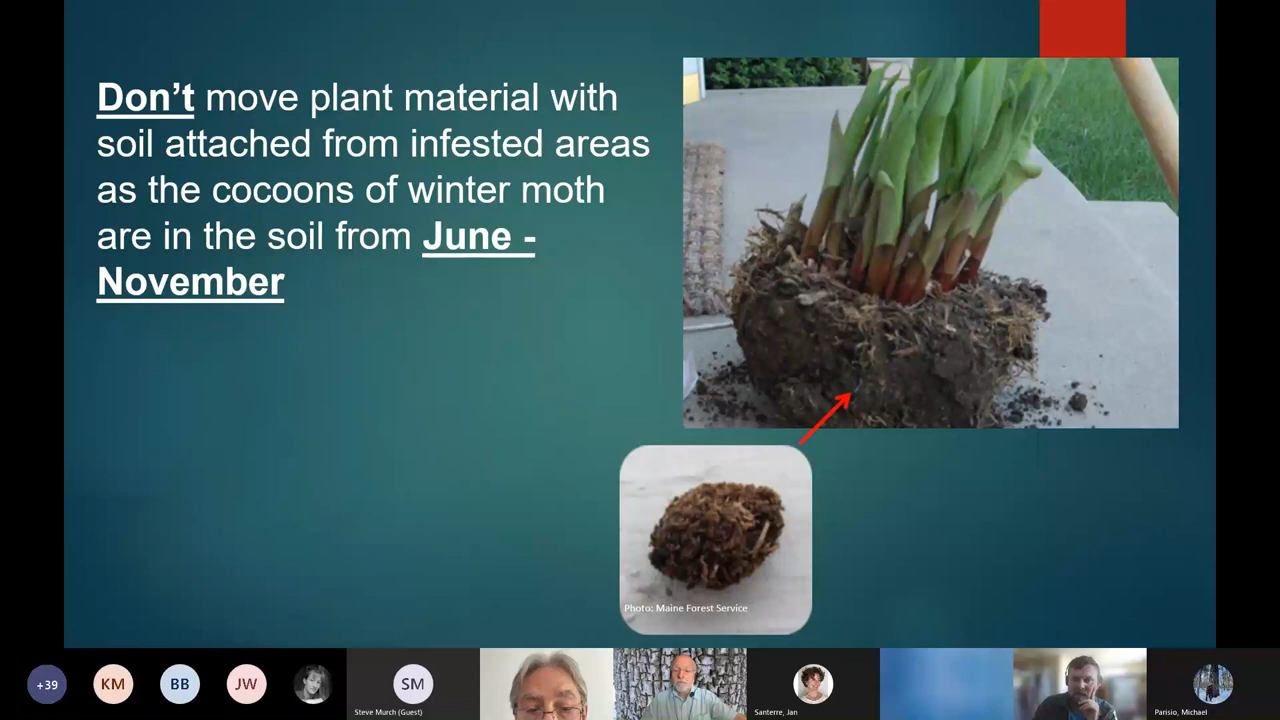 Don't move plant material with
soil attached from infested areas
as the cocoons of winter moth
are in the soil from June -
November
Photo: Maine Forest Service
+39
KM
BB
JW
SM
Steve Murch (Guest)
Santerre, Jan
Parisio, Michael